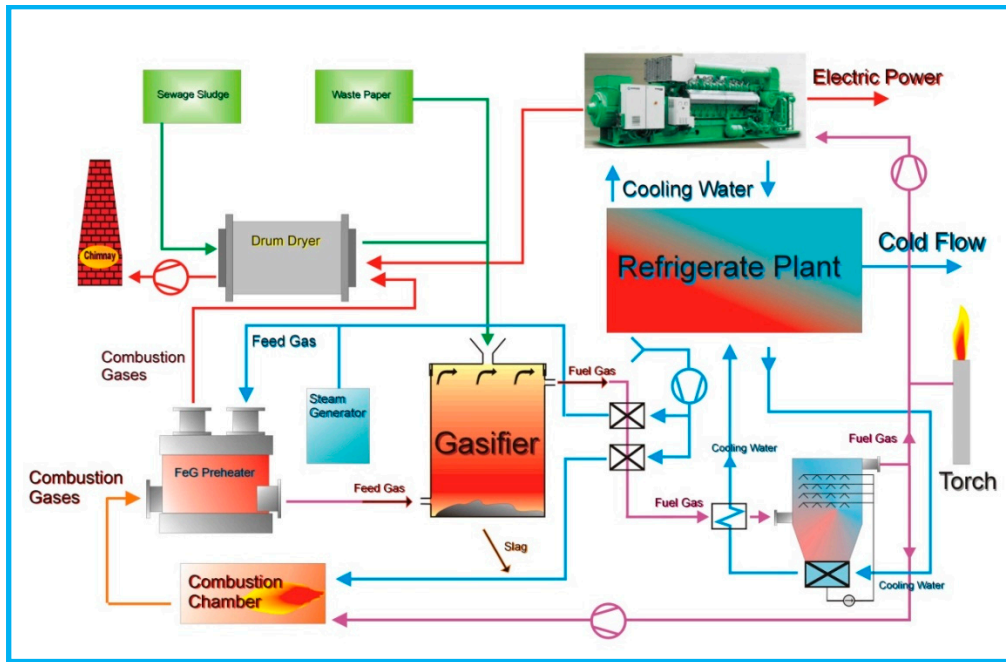 Sewage Sludge
Waste Paper
Electric Power
Cooling Water
Chimnay
Drum Dryer
Refrigerate Plant
Cold Flow
Combustion
Gases
Feed Gas
Steam
Generator
Fuel Gas
Gasifier
FeG Preheater
Combustion
Gases
Feed Gas
Cooling Water
Fuel Gas
Fuel Gas
Torch
Slag
Cooling Water
Combustion
Chamber